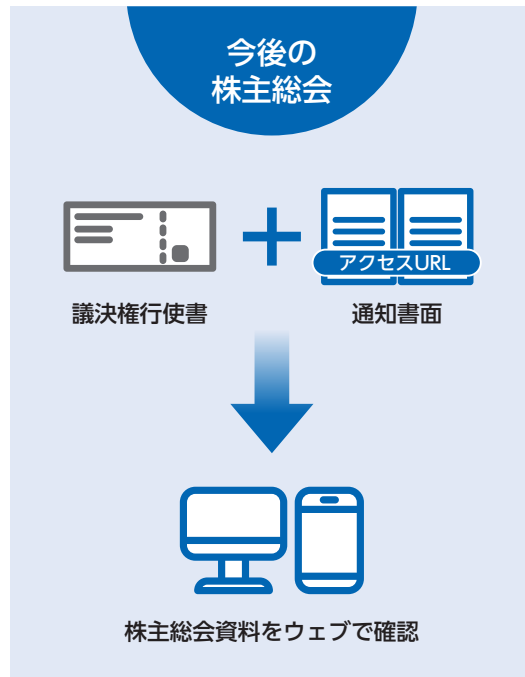 今後の
株主総会
アクセスURL
議決権行使書
通知書面
株主総会資料をウェブで確認